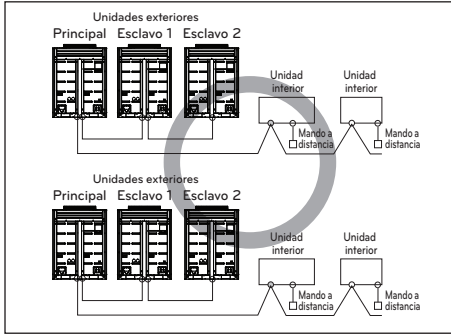 Unidades exteriores
Principal Esclavo 1 Esclavo 2
Unidad
interior
Unidad
interior
Mando a
distancia
Mando a
distancia
Unidades exteriores
Principal Esclavo 1 Esclavo 2
Unidad
interior
Unidad
interior
Mando a
distancia
Mando a
distancia